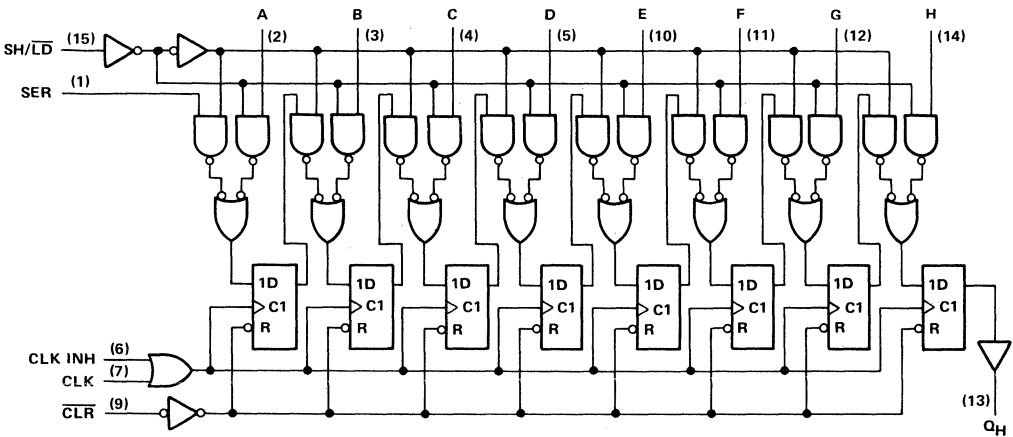 A B C D E F G H
SH/LD (15) (2) (3) (4) (5) (10) (11) (12) (14)
SER (1)
1D 1D 1D 1D 1D 1D 1D 1D
C1 C1 C1 C1 C1 C1 C1 C1
R R R R R R R R
CLK INH (6)
CLK (7)
CLR (9)
(13)
QH